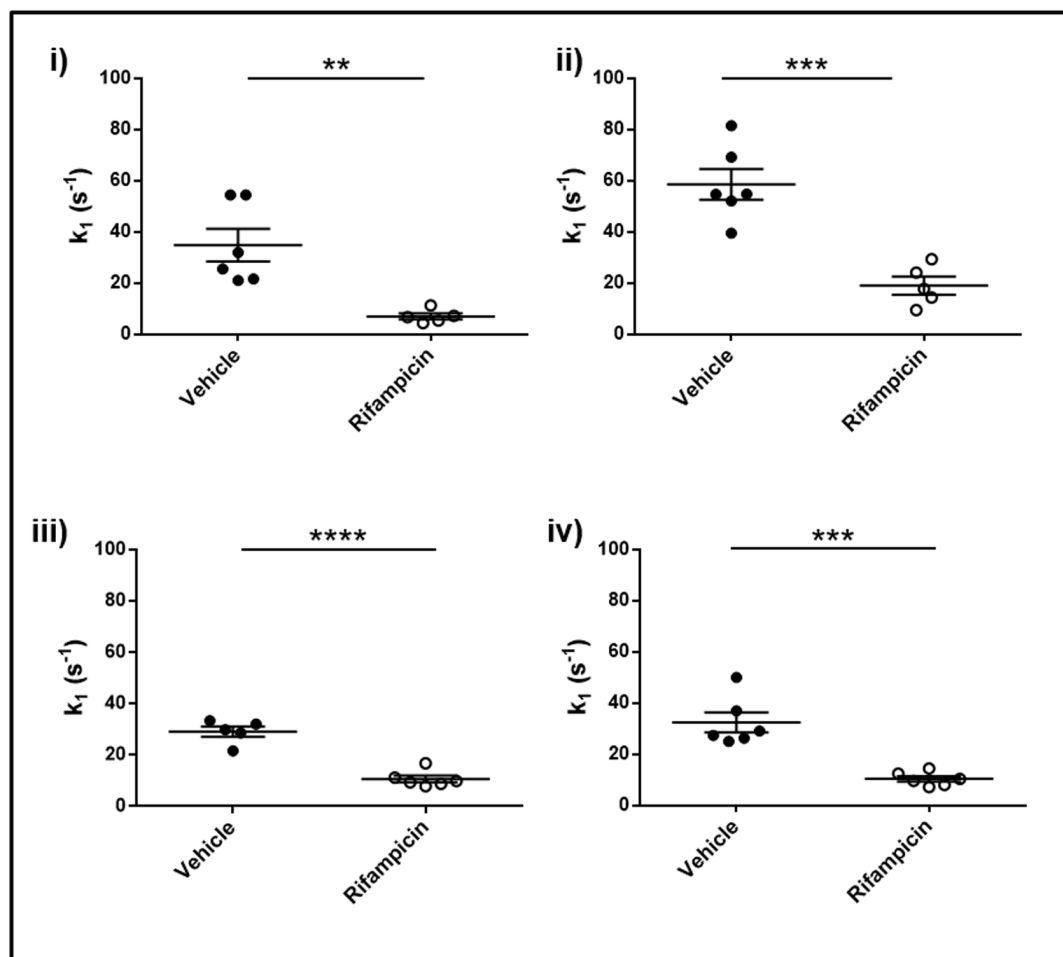 i)
**
100
80
60
40
20
0
k₁ (s⁻¹)
Vehicle
Rifampicin
ii)
***
100
80
60
40
20
0
k₁ (s⁻¹)
Vehicle
Rifampicin
iii)
****
100
80
60
40
20
0
k₁ (s⁻¹)
Vehicle
Rifampicin
iv)
***
100
80
60
40
20
0
k₁ (s⁻¹)
Vehicle
Rifampicin